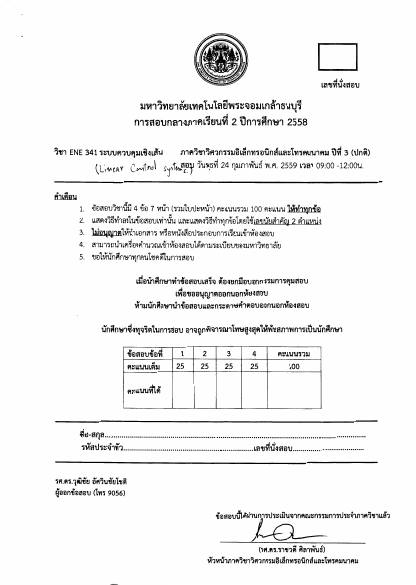 เลขที่นั่งสอบ
มหาวิทยาลัยเทคโนโลยีพระจอมเกล้าธนบุรี
การสอบกลางภาคเรียนที่ 2 ปีการศึกษา 2558
วิชา ENE 341 ระบบควบคุมเชิงเส้น ภาควิชาวิศวกรรมอิเล็กทรอนิกส์และโทรคมนาคม ปีที่ 3 (ปกติ)
(Linear Control systems) สอบ วันพุธที่ 24 กุมภาพันธ์ พ.ศ. 2559 เวลา 09:00 -12:00น.
คำเตือน
1. ข้อสอบวิชานี้มี 4 ข้อ 7 หน้า (รวมใบปะหน้า) คะแนนรวม 100 คะแนน ให้ทำทุกข้อ
2. แสดงวิธีทำลงในข้อสอบเท่านั้น และแสดงวิธีทำทุกข้อโดยใช้เลขนัยสำคัญ 2 ตำแหน่ง
3. ไม่อนุญาตให้นำเอกสาร หรือหนังสือประกอบการเรียนเข้าห้องสอบ
4. สามารถนำเครื่องคำนวณเข้าห้องสอบได้ตามระเบียบของมหาวิทยาลัย
5. ขอให้นักศึกษาทุกคนโชคดีในการสอบ
เมื่อนักศึกษาทำข้อสอบเสร็จ ต้องยกมือบอกกรรมการคุมสอบ
เพื่อขออนุญาตออกนอกห้องสอบ
ห้ามนักศึกษานำข้อสอบและกระดาษคำตอบออกนอกห้องสอบ
นักศึกษาซึ่งทุจริตในการสอบ อาจถูกพิจารณาโทษสูงสุดให้พ้นสภาพการเป็นนักศึกษา
ข้อสอบข้อที่ 1 2 3 4 คะแนนรวม
คะแนนเต็ม 25 25 25 25 100
คะแนนที่ได้
ชื่อ-สกุล
รหัสประจำตัว เลขที่นั่งสอบ
รศ.ดร.วุฒิชัย อัศวินชัยโชติ
ผู้ออกข้อสอบ (โทร 9056)
ข้อสอบนี้ได้ผ่านการประเมินจากคณะกรรมการประจำภาควิชาแล้ว
(รศ.ดร.ราชวดี ศิลาพันธ์)
หัวหน้าภาควิชาวิศวกรรมอิเล็กทรอนิกส์และโทรคมนาคม